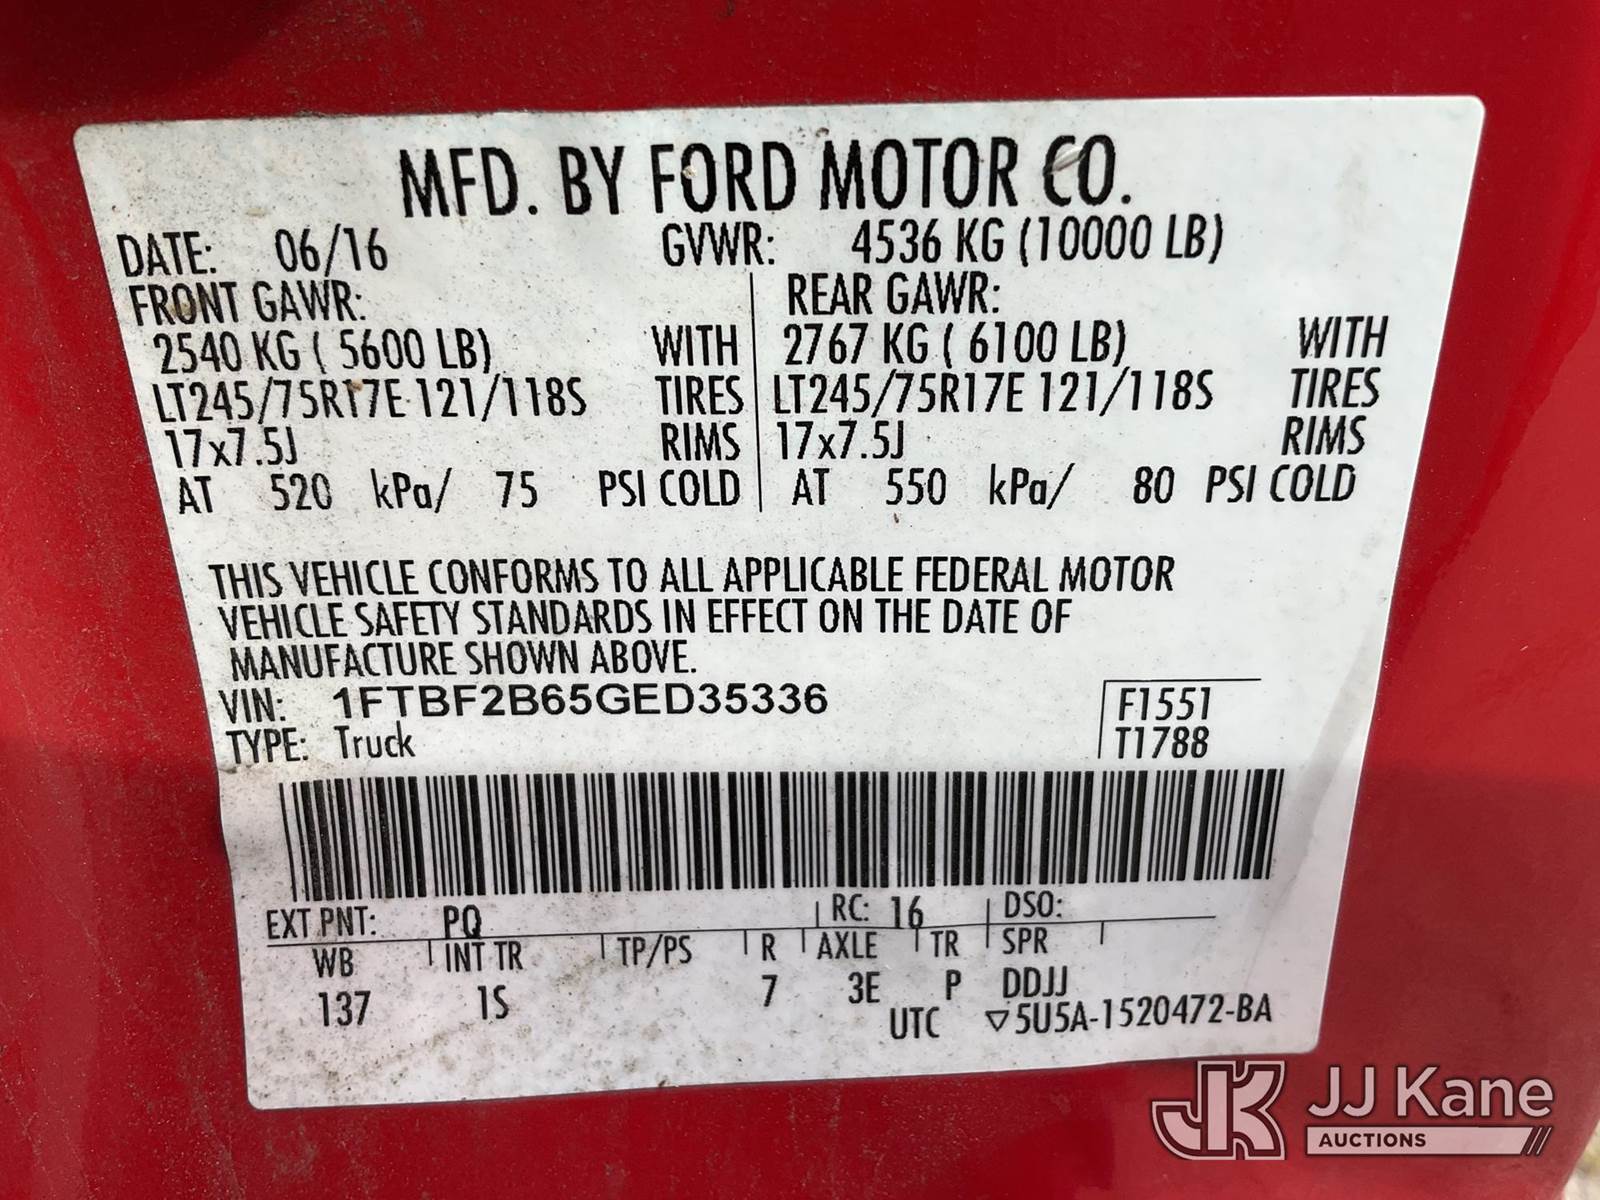 MFD. BY FORD MOTOR CO.
DATE: 06/16 GVWR: 4536 KG (10000 LB)
FRONT GAWR: REAR GAWR:
2540 KG ( 5600 LB) WITH 2767 KG ( 6100 LB) WITH
LT245/75R17E 121/118S TIRES LT245/75R17E 121/118S TIRES
17x7.5J RIMS 17x7.5J RIMS
AT 520 kPa/ 75 PSI COLD AT 550 kPa/ 80 PSI COLD
THIS VEHICLE CONFORMS TO ALL APPLICABLE FEDERAL MOTOR
VEHICLE SAFETY STANDARDS IN EFFECT ON THE DATE OF
MANUFACTURE SHOWN ABOVE.
VIN: 1FTBF2B65GED35336 F1551
TYPE: Truck T1788
EXT PNT: PQ RC: 16 DSO:
WB INT TR TP/PS R AXLE TR SPR
137 1S 7 3E P DDJJ
UTC ▽5U5A-1520472-BA
JK JJ Kane
AUCTIONS